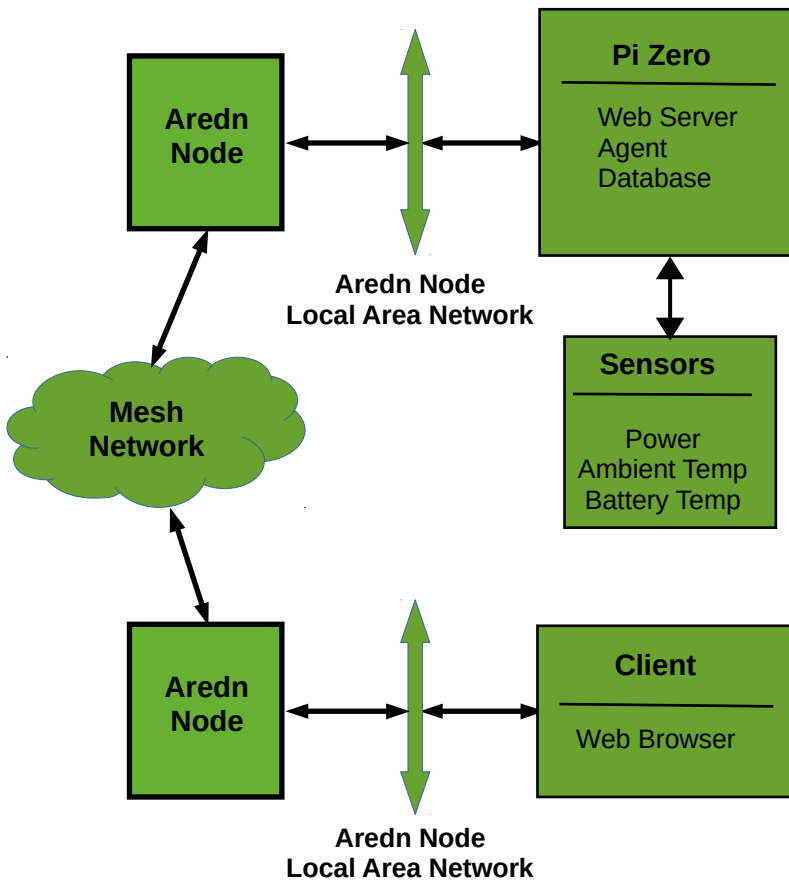 Aredn
Node
Pi Zero
Web Server
Agent
Database
Aredn Node
Local Area Network
Sensors
Power
Ambient Temp
Battery Temp
Mesh
Network
Aredn
Node
Client
Web Browser
Aredn Node
Local Area Network